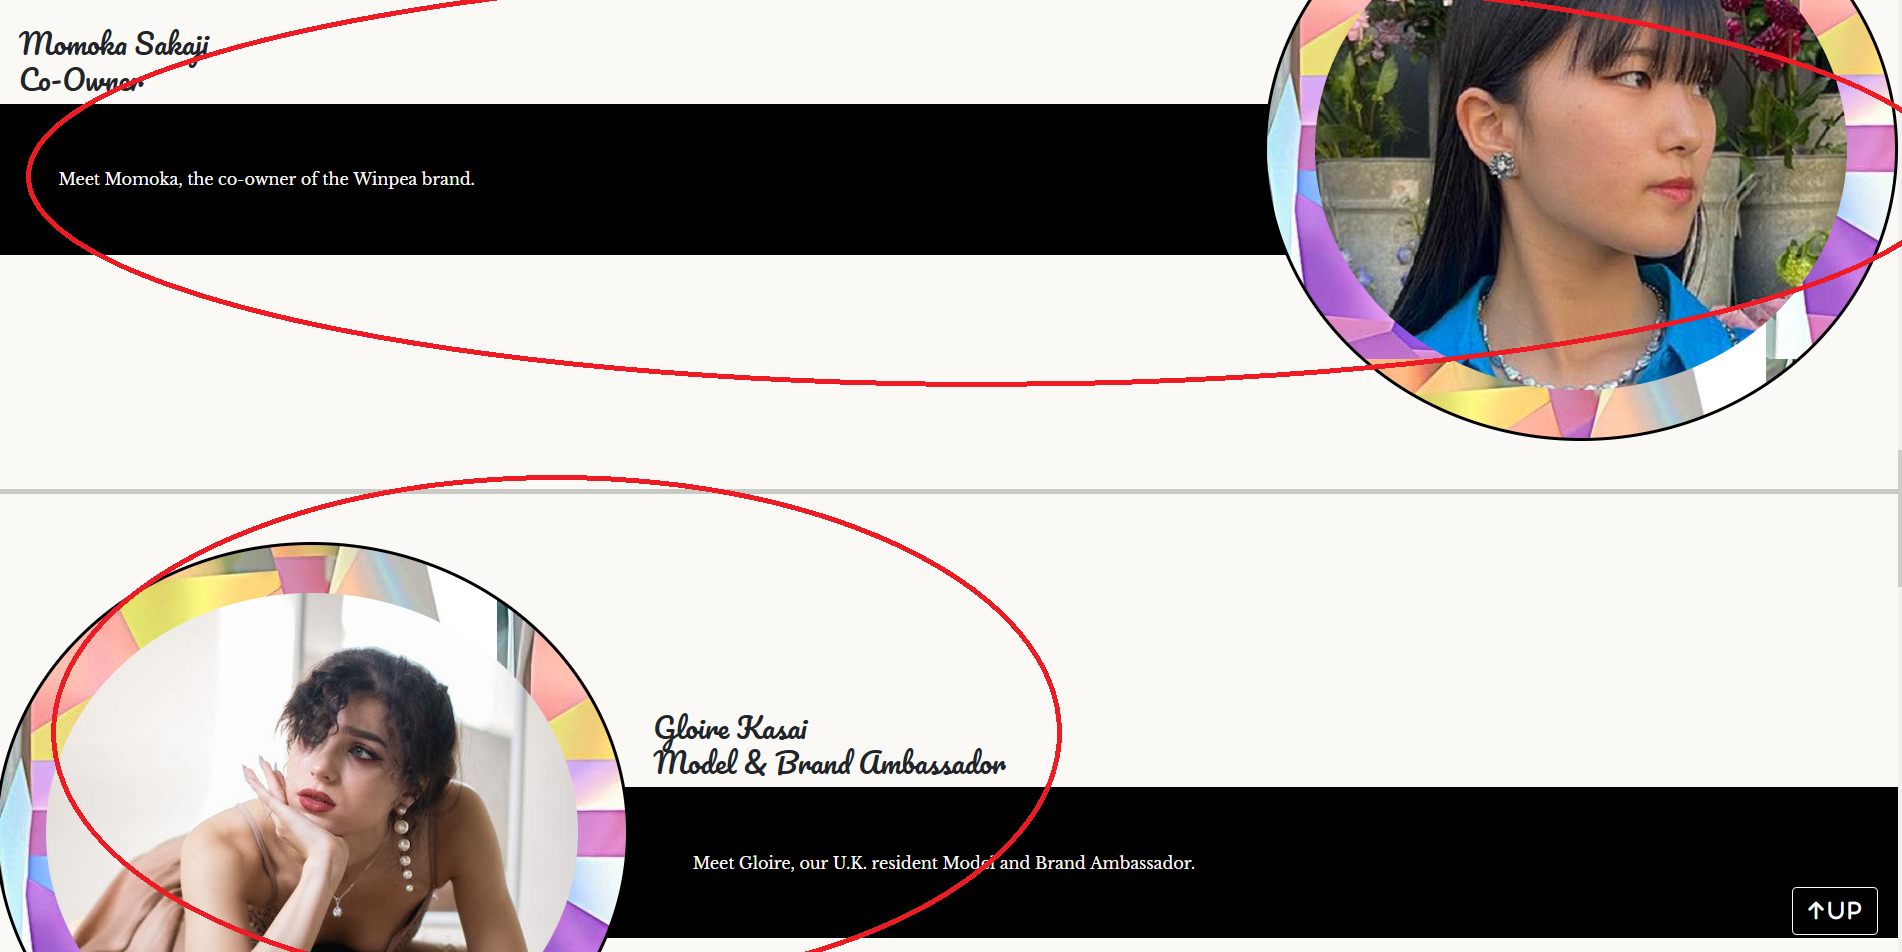 Momoka Sakaji
Co-Owner
Meet Momoka, the co-owner of the Winpea brand.
Gloire Kasai
Model & Brand Ambassador
Meet Gloire, our U.K. resident Model and Brand Ambassador.
↑UP